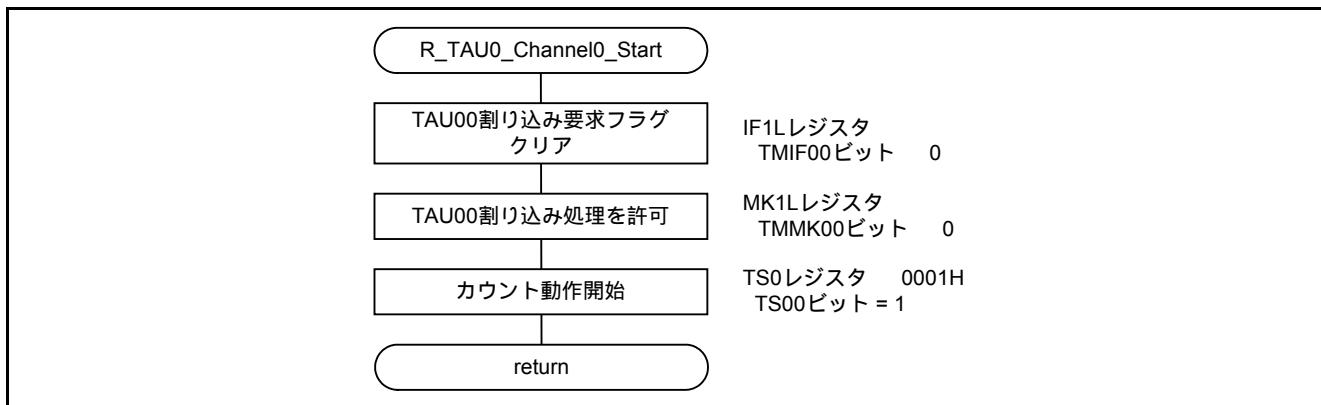 R_TAU0_Channel0_Start
TAU00割り込み要求フラグ
クリア
IF1Lレジスタ
TMIF00ビット 0
TAU00割り込み処理を許可
MK1Lレジスタ
TMMK00ビット 0
カウント動作開始
TS0レジスタ 0001H
TS00ビット = 1
return